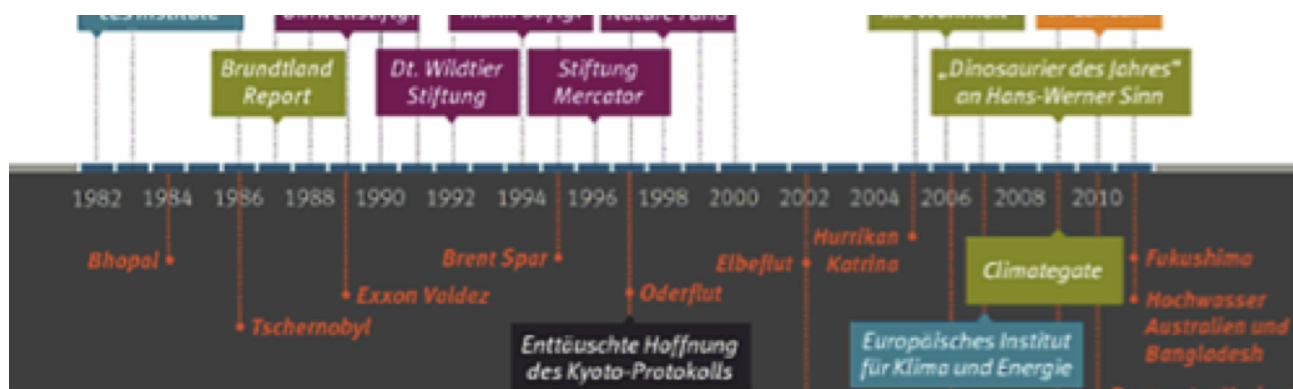 Brundtland
Report
Dt. Wildtier
Stiftung
Stiftung
Mercator
„Dinosaurier des Jahres“
an Hans-Werner Sinn
1982 1984 1986 1988 1990 1992 1994 1996 1998 2000 2002 2004 2006 2008 2010
Bhopal
Tschernobyl
Exxon Valdez
Brent Spar
Oderflut
Elbeflut
Hurrikan
Katrina
Climategate
Fukushima
Hochwasser
Australien und
Bangladesh
Enttäuschte Hoffnung
des Kyoto-Protokolls
Europäisches Institut
für Klima und Energie